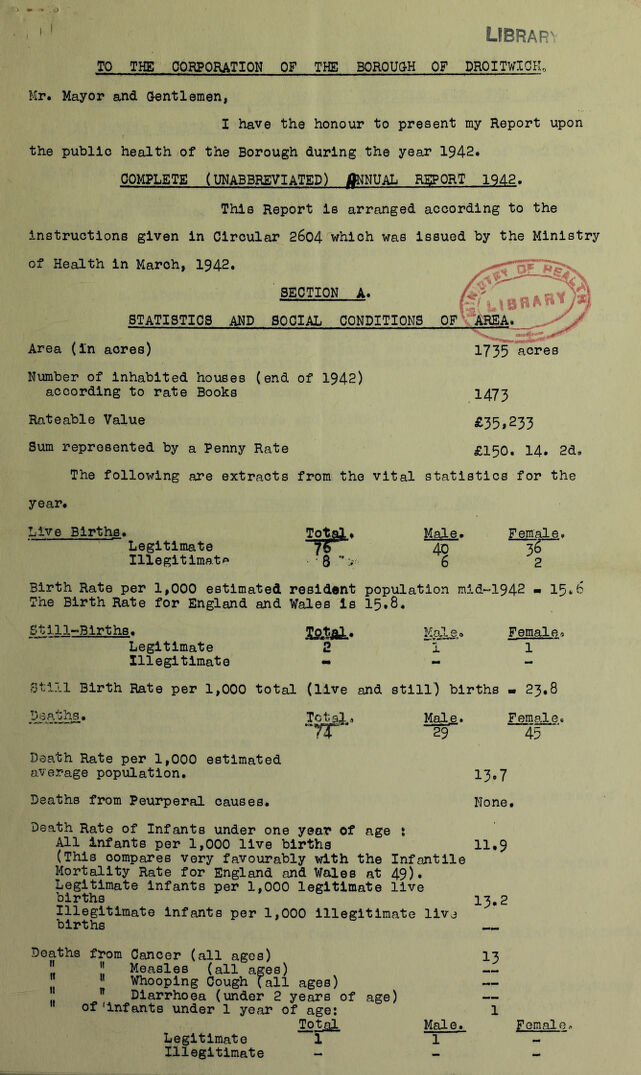 LIBRARY
TO THE CORPORATION OF THE BOROUGH OF DROITWICH.
Mr. Mayor and Gentlemen,
I have the honour to present my Report upon
the public health of the Borough during the year 1942.
COMPLETE (UNABBREVIATED) ANNUAL REPORT 1942.
This Report is arranged according to the
instructions given in Circular 2604 which was issued by the Ministry
of Health in March, 1942.
MINISTRY OF HEALTH
LIBRARY
SECTION A.
STATISTICS AND SOCIAL CONDITIONS OF AREA.
Area (in acres) 1735 acres
Number of inhabited houses (end of 1942)
according to rate Books 1473
Rateable Value £35,233
Sum represented by a Penny Rate £150. 14. 2d.
The following are extracts from the vital statistics for the
year.
Live Births. Total. Male. Female.
Legitimate 76 40 36
Illegitimate 8 6 2
Birth Rate per 1,000 estimated resident population mid-1942 - 15.6
The Birth Rate for England and Wales is 15.8.
Still-Births. Total. Male. Female.
Legitimate 2 1 1
Illegitimate - - -
Still Birth Rate per 1,000 total (live and still) births - 23.8
Deaths. Total. Male. Female.
74 29 45
Death Rate per 1,000 estimated
average population. 13.7
Deaths from Peurperal causes. None.
Death Rate of Infants under one year of age :
All infants per 1,000 live births 11.9
(This compares very favourably with the Infantile
Mortality Rate for England and Wales at 49).
Legitimate infants per 1,000 legitimate live
births 13.2
Illegitimate infants per 1,000 illegitimate live
births --
Deaths from Cancer (all ages) 13
" " Measles (all ages) --
" " Whooping Cough (all ages) --
" " Diarrhoea (under 2 years of age) --
" of infants under 1 year of age: 1
Total Male. Female.
Legitimate 1 1 -
Illegitimate - - -